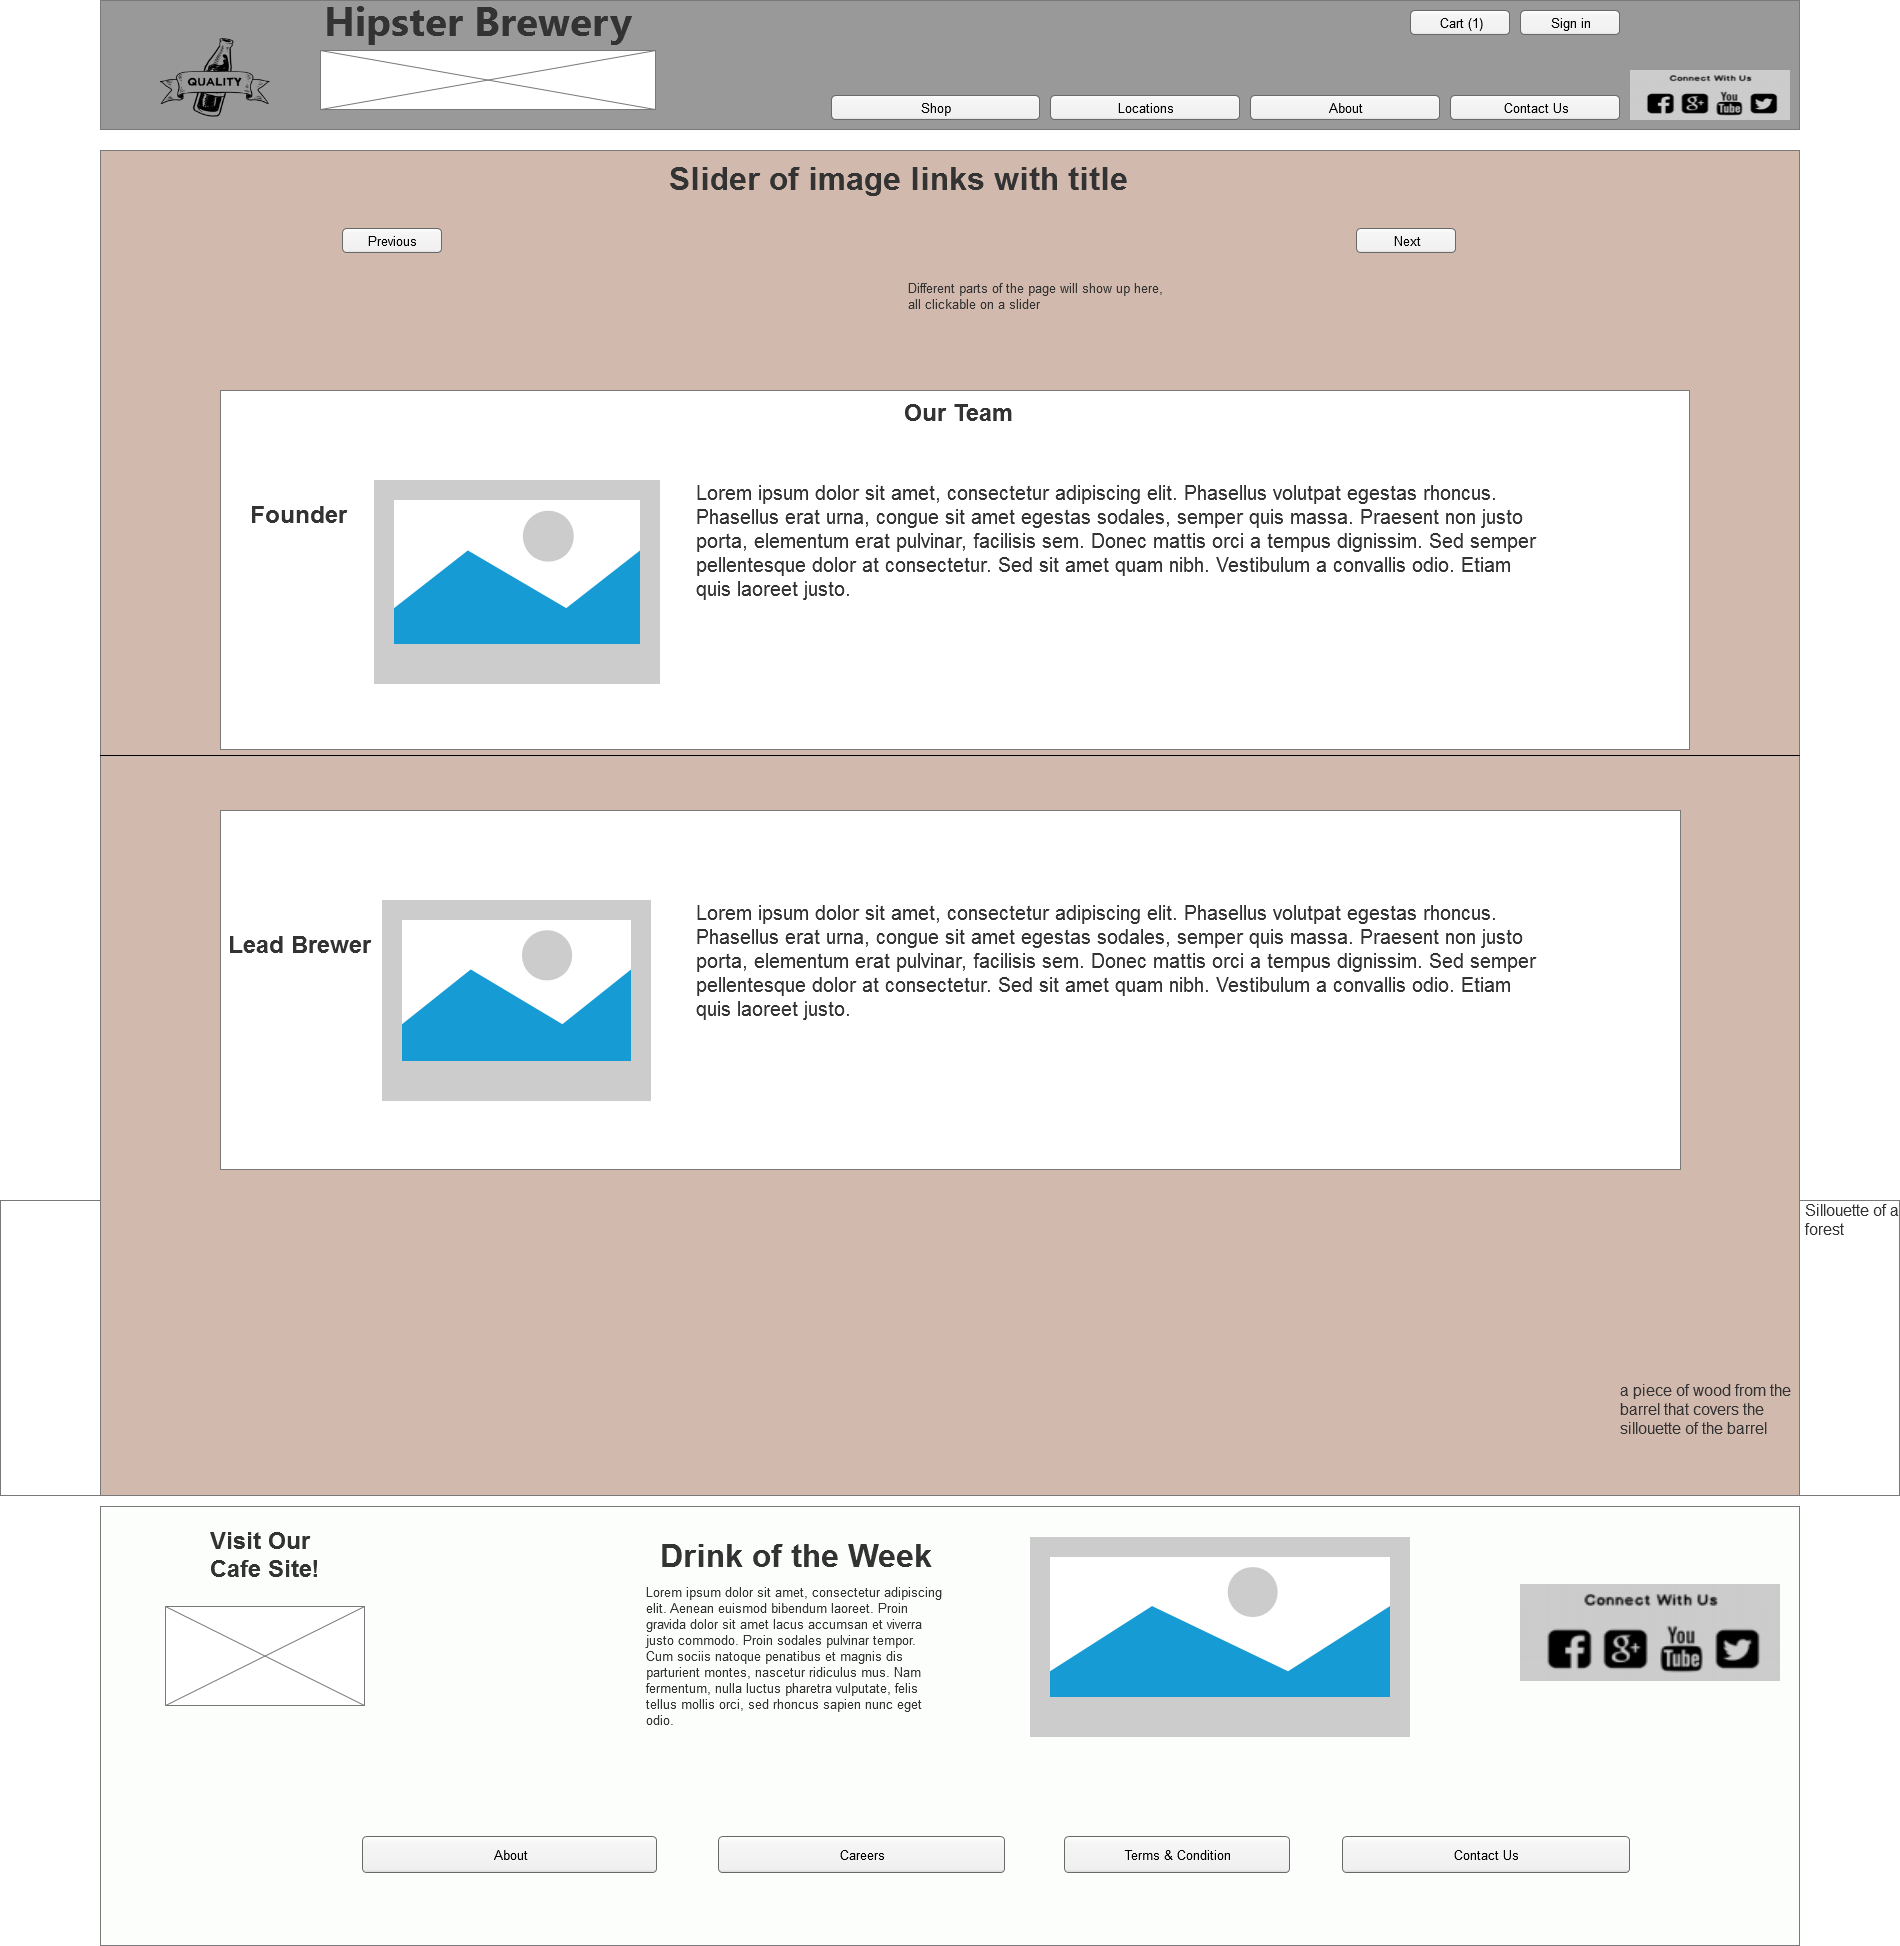 Hipster Brewery
QUALITY
Cart (1)
Sign in
Shop
Locations
About
Contact Us
Connect With Us
You
Tube
Slider of image links with title
Previous
Next
Different parts of the page will show up here,
all clickable on a slider
Our Team
Founder
Lorem ipsum dolor sit amet, consectetur adipiscing elit. Phasellus volutpat egestas rhoncus.
Phasellus erat urna, congue sit amet egestas sodales, semper quis massa. Praesent non justo
porta, elementum erat pulvinar, facilisis sem. Donec mattis orci a tempus dignissim. Sed semper
pellentesque dolor at consectetur. Sed sit amet quam nibh. Vestibulum a convallis odio. Etiam
quis laoreet justo.
Lead Brewer
Lorem ipsum dolor sit amet, consectetur adipiscing elit. Phasellus volutpat egestas rhoncus.
Phasellus erat urna, congue sit amet egestas sodales, semper quis massa. Praesent non justo
porta, elementum erat pulvinar, facilisis sem. Donec mattis orci a tempus dignissim. Sed semper
pellentesque dolor at consectetur. Sed sit amet quam nibh. Vestibulum a convallis odio. Etiam
quis laoreet justo.
Sillouette of a
forest
a piece of wood from the
barrel that covers the
sillouette of the barrel
Visit Our
Cafe Site!
Drink of the Week
Lorem ipsum dolor sit amet, consectetur adipiscing
elit. Aenean euismod bibendum laoreet. Proin
gravida dolor sit amet lacus accumsan et viverra
justo commodo. Proin sodales pulvinar tempor.
Cum sociis natoque penatibus et magnis dis
parturient montes, nascetur ridiculus mus. Nam
fermentum, nulla luctus pharetra vulputate, felis
tellus mollis orci, sed rhoncus sapien nunc eget
odio.
Connect With Us
You
Tube
About
Careers
Terms & Condition
Contact Us